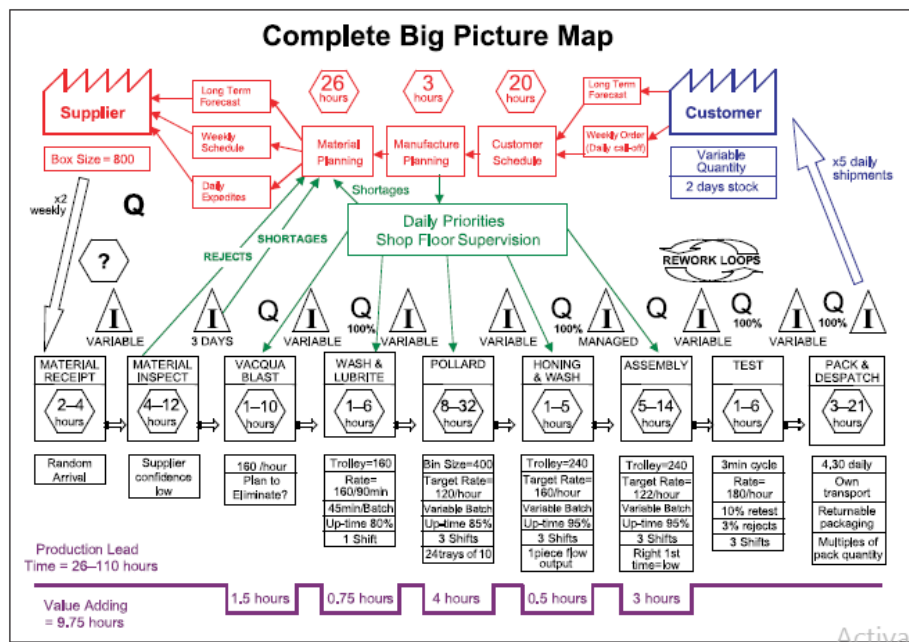 Complete Big Picture Map
Supplier
Box Size = 800
Long Term
Forecast
Weekly
Schedule
Daily
Expedites
26
hours
3
hours
20
hours
Material
Planning
Manufacture
Planning
Customer
Schedule
Long Term
Forecast
Weekly Order
(Daily call-off)
Customer
Variable
Quantity
2 days stock
x5 daily
shipments
x2
weekly
Q
?
REJECTS
SHORTAGES
Shortages
Daily Priorities
Shop Floor Supervision
REWORK LOOPS
I
VARIABLE
I
3 DAYS
Q
I
VARIABLE
Q
100%
I
VARIABLE
I
VARIABLE
Q
100%
I
MANAGED
Q
I
VARIABLE
Q
100%
I
VARIABLE
Q
100%
I
MATERIAL
RECEIPT
2–4
hours
Random
Arrival
MATERIAL
INSPECT
4–12
hours
Supplier
confidence
low
VACQUA
BLAST
1–10
hours
160 /hour
Plan to
Eliminate?
WASH &
LUBRITE
1–6
hours
Trolley=160
Rate=
160/90min
45min/Batch
Up-time 80%
1 Shift
POLLARD
8–32
hours
Bin Size=400
Target Rate=
120/hour
Variable Batch
Up-time 85%
3 Shifts
24trays of 10
HONING
& WASH
1–5
hours
Trolley=240
Target Rate=
160/hour
Variable Batch
Up-time 95%
3 Shifts
1piece flow
output
ASSEMBLY
5–14
hours
Trolley=240
Target Rate=
122/hour
Variable Batch
Up-time 95%
3 Shifts
Right 1st
time=low
TEST
1–6
hours
3min cycle
Rate=
180/hour
10% retest
3% rejects
3 Shifts
PACK &
DESPATCH
3–21
hours
4,30 daily
Own
transport
Returnable
packaging
Multiples of
pack quantity
Production Lead
Time = 26–110 hours
Value Adding
= 9.75 hours
1.5 hours
0.75 hours
4 hours
0.5 hours
3 hours
Activa